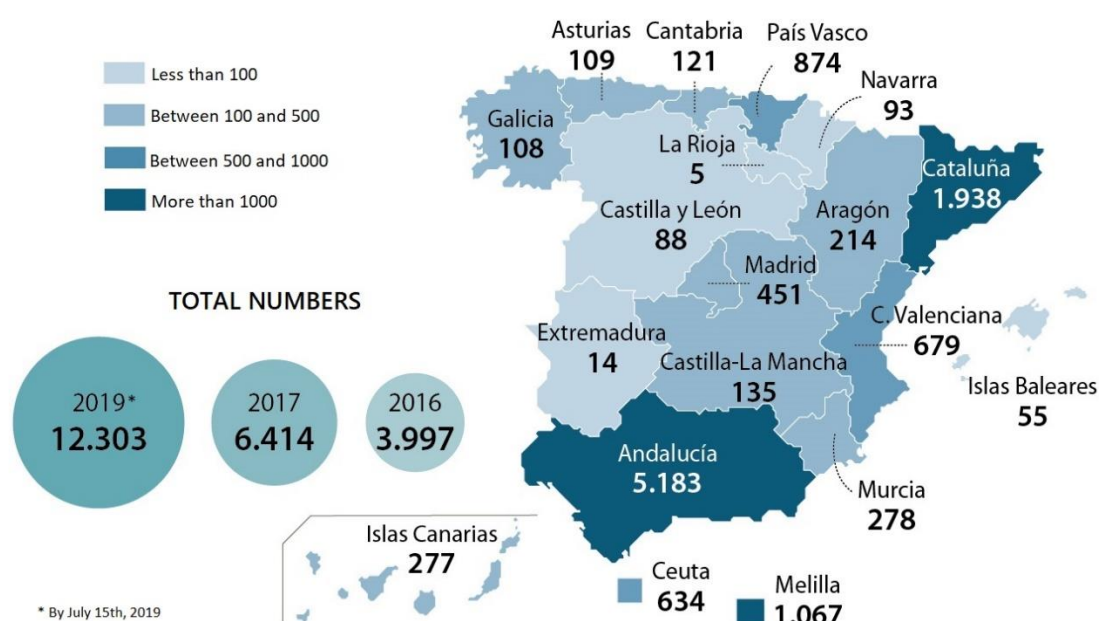 Less than 100
Between 100 and 500
Between 500 and 1000
More than 1000
TOTAL NUMBERS
2019*
12.303
2017
6.414
2016
3.997
* By July 15th, 2019
Asturias
109
Cantabria
121
País Vasco
874
Navarra
93
Galicia
108
La Rioja
5
Cataluña
1.938
Castilla y León
88
Aragón
214
Madrid
451
C. Valenciana
679
Extremadura
14
Castilla-La Mancha
135
Islas Baleares
55
Andalucía
5.183
Murcia
278
Islas Canarias
277
Ceuta
634
Melilla
1.067